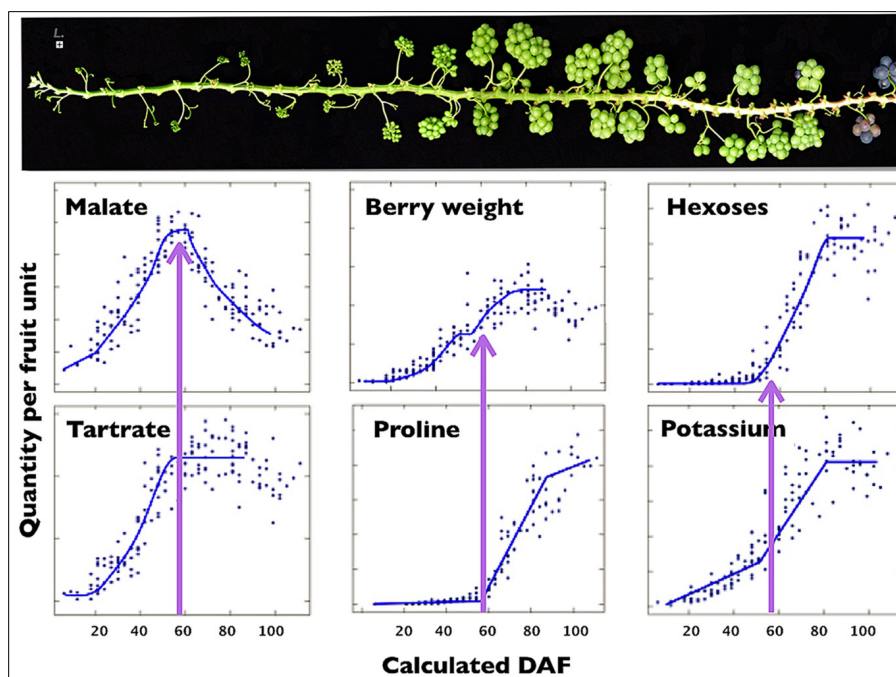 L.
Malate
Berry weight
Hexoses
Tartrate
Proline
Potassium
Quantity per fruit unit
20 40 60 80 100
20 40 60 80 100
20 40 60 80 100
Calculated DAF